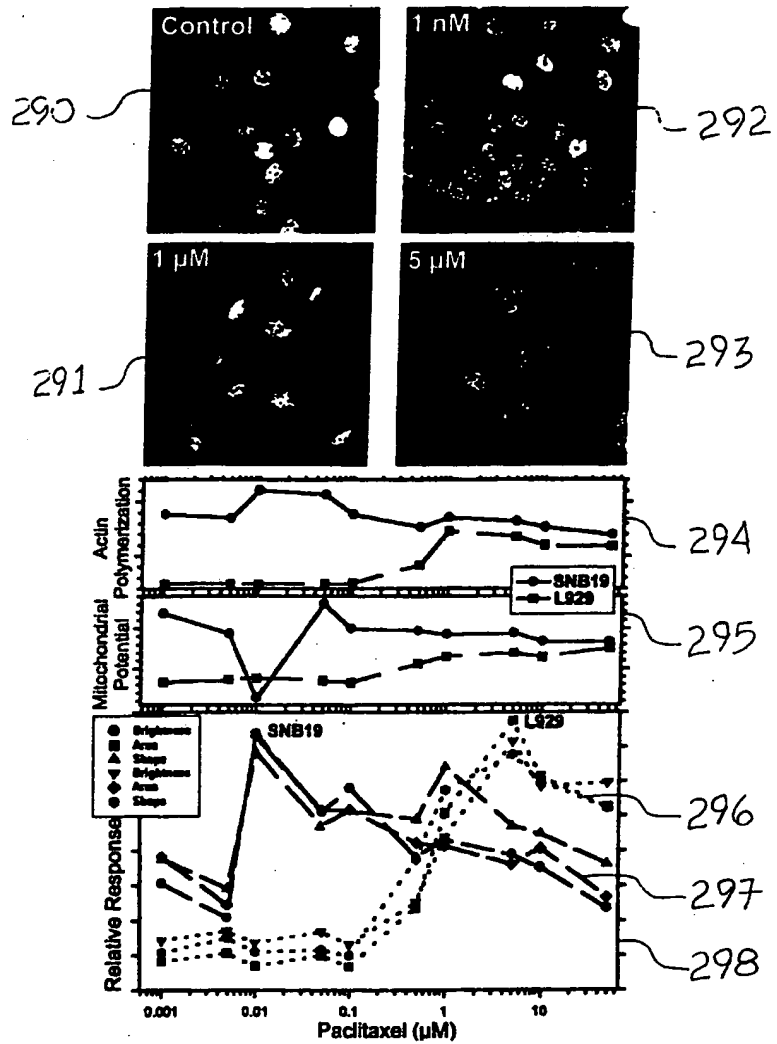 Control
1 nM
290
292
1 µM
5 µM
291
293
Actin
Polymerization
294
SNB19
L929
Mitochondrial
Potential
295
Brightness
Area
Shape
Brightness
Area
Shape
SNB19
L929
296
297
298
Relative Response
0.001
0.01
0.1
1
10
Paclitaxel (µM)